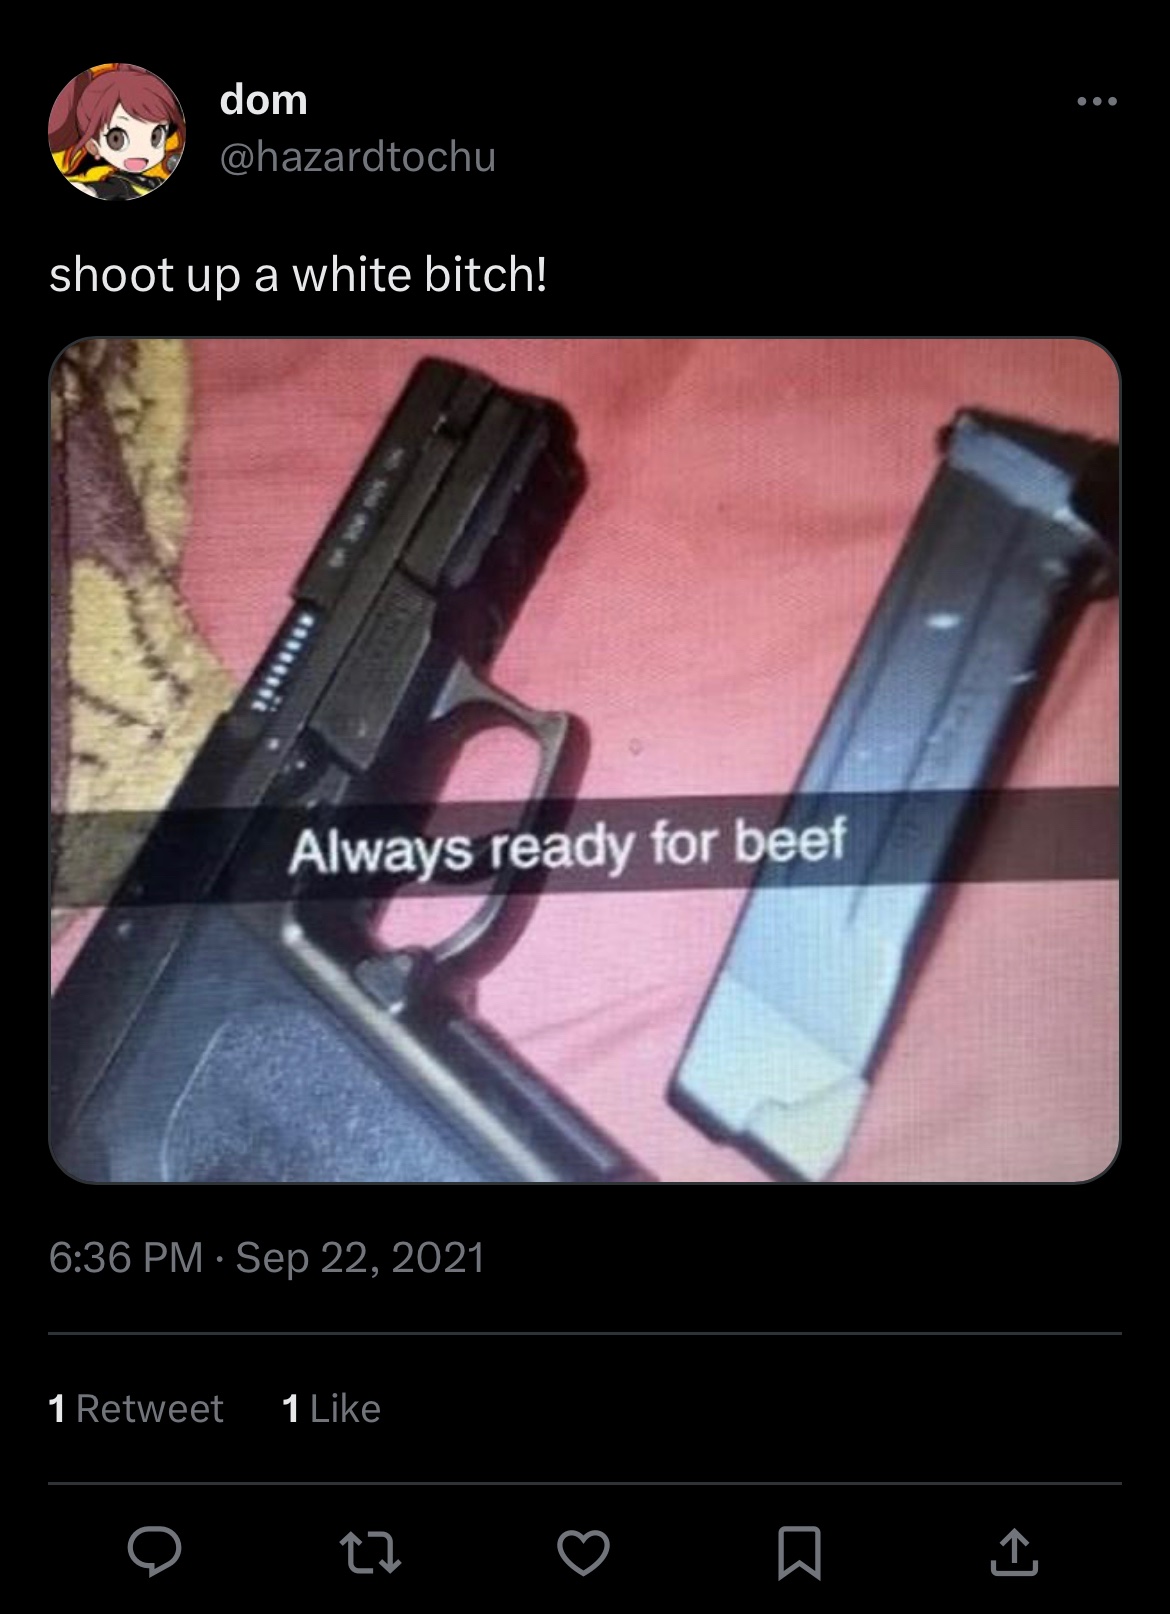 dom
@hazardtochu
shoot up a white bitch!
Always ready for beef
6:36 PM · Sep 22, 2021
1 Retweet 1 Like